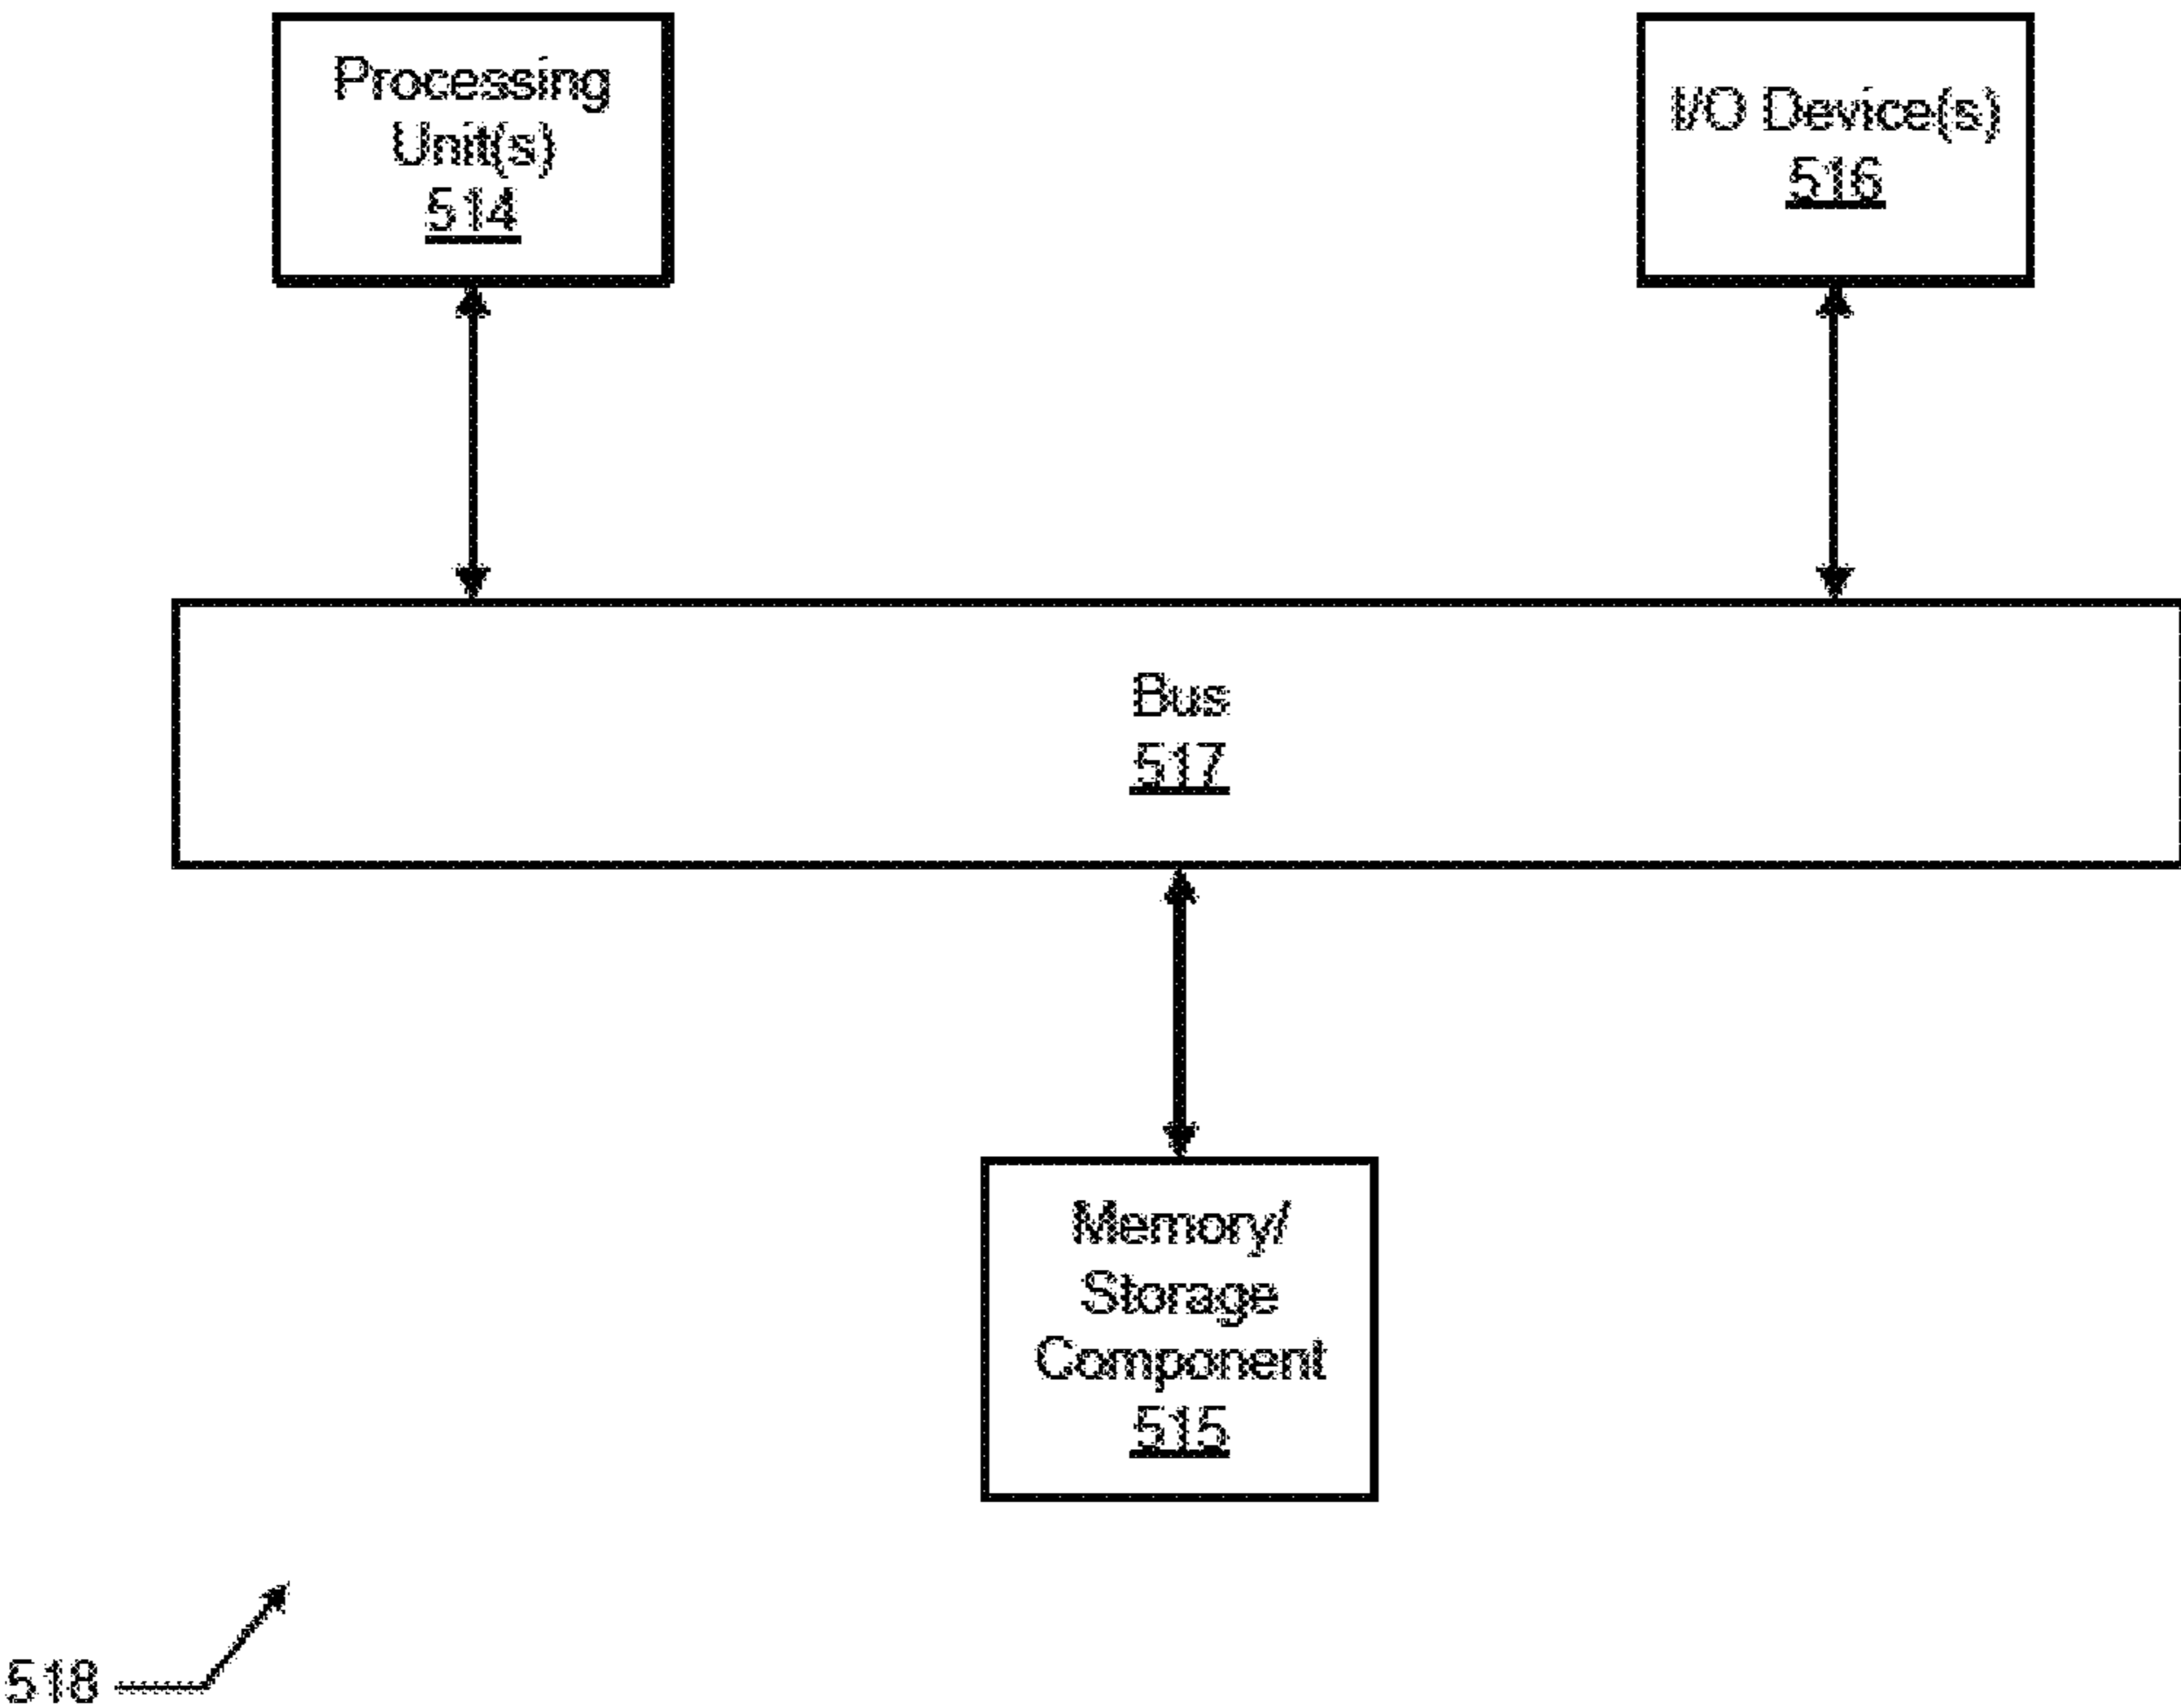 Processing
Unit(s)
514
I/O Device(s)
516
Bus
517
Memory/
Storage
Component
515
518